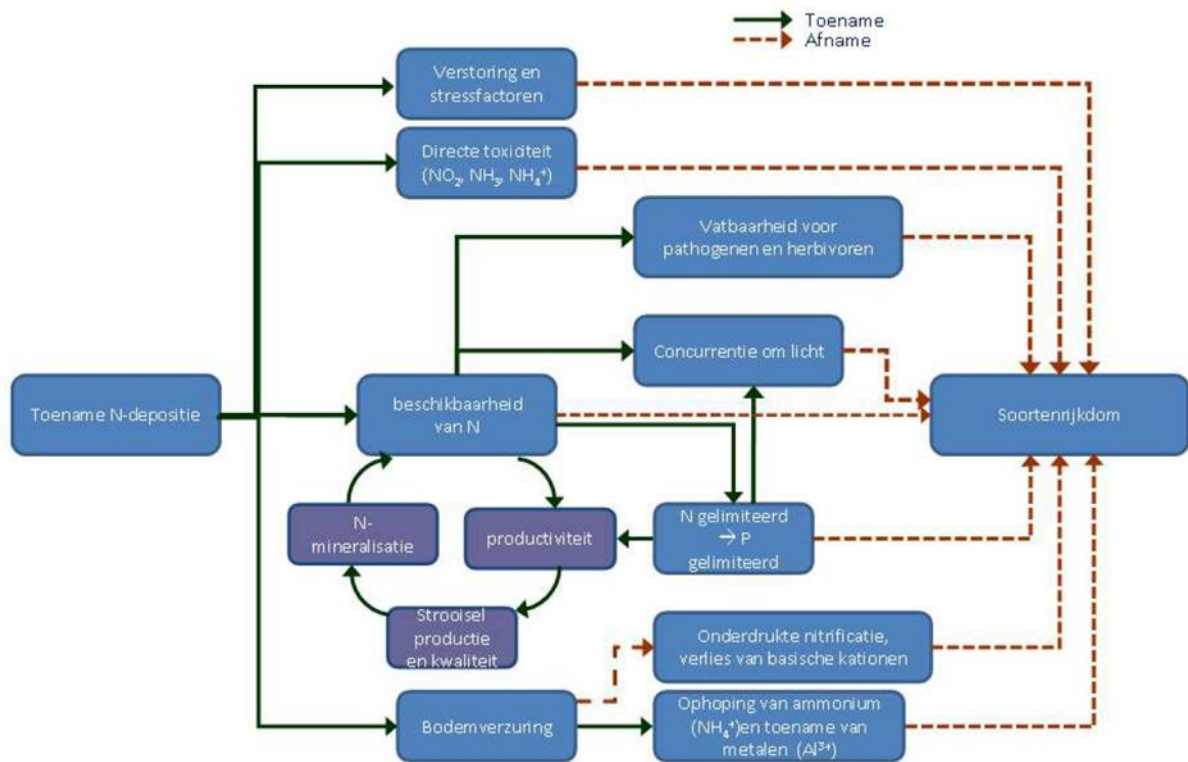 Toename
Afname
Verstoring en
stressfactoren
Directe toxiciteit
(NO₂, NH₃, NH₄⁺)
Vatbaarheid voor
pathogenen en herbivoren
Concurrentie om licht
Toename N-depositie
beschikbaarheid
van N
Soortenrijkdom
N-
mineralisatie
productiviteit
N gelimiteerd
→ P
gelimiteerd
Strooisel
productie
en kwaliteit
Onderdrukte nitrificatie,
verlies van basische kationen
Bodemverzuring
Ophoping van ammonium
(NH₄⁺)en toename van
metalen (Al³⁺)